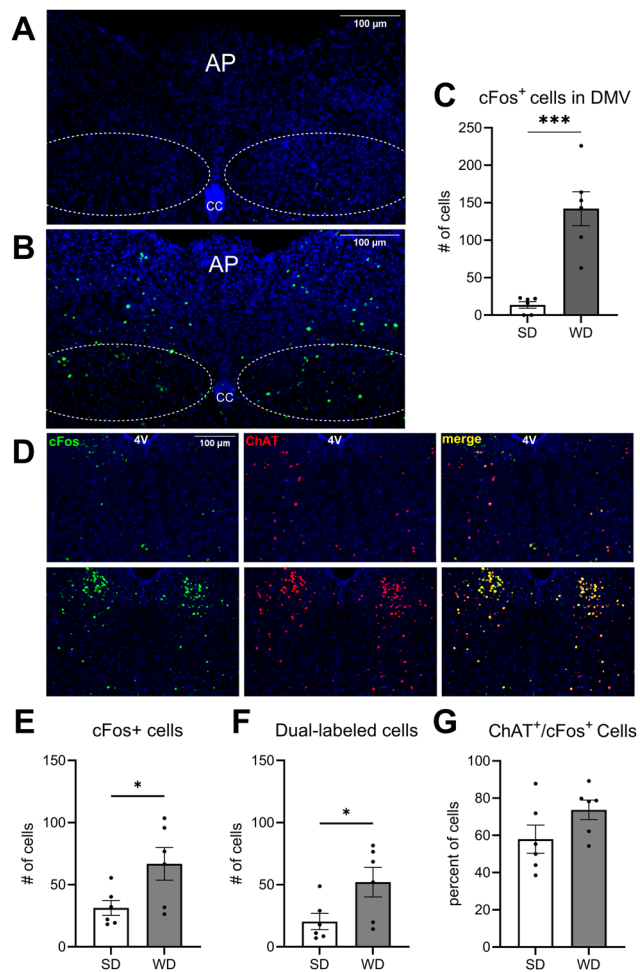 A
100 µm
AP
CC
B
100 µm
AP
CC
C
cFos⁺ cells in DMV
***
# of cells
250
200
150
100
50
0
SD WD
D
cFos 4V 100 µm
ChAT 4V
merge 4V
E
cFos+ cells
*
# of cells
150
100
50
0
SD WD
F
Dual-labeled cells
*
# of cells
150
100
50
0
SD WD
G
ChAT⁺/cFos⁺ Cells
percent of cells
100
80
60
40
20
0
SD WD